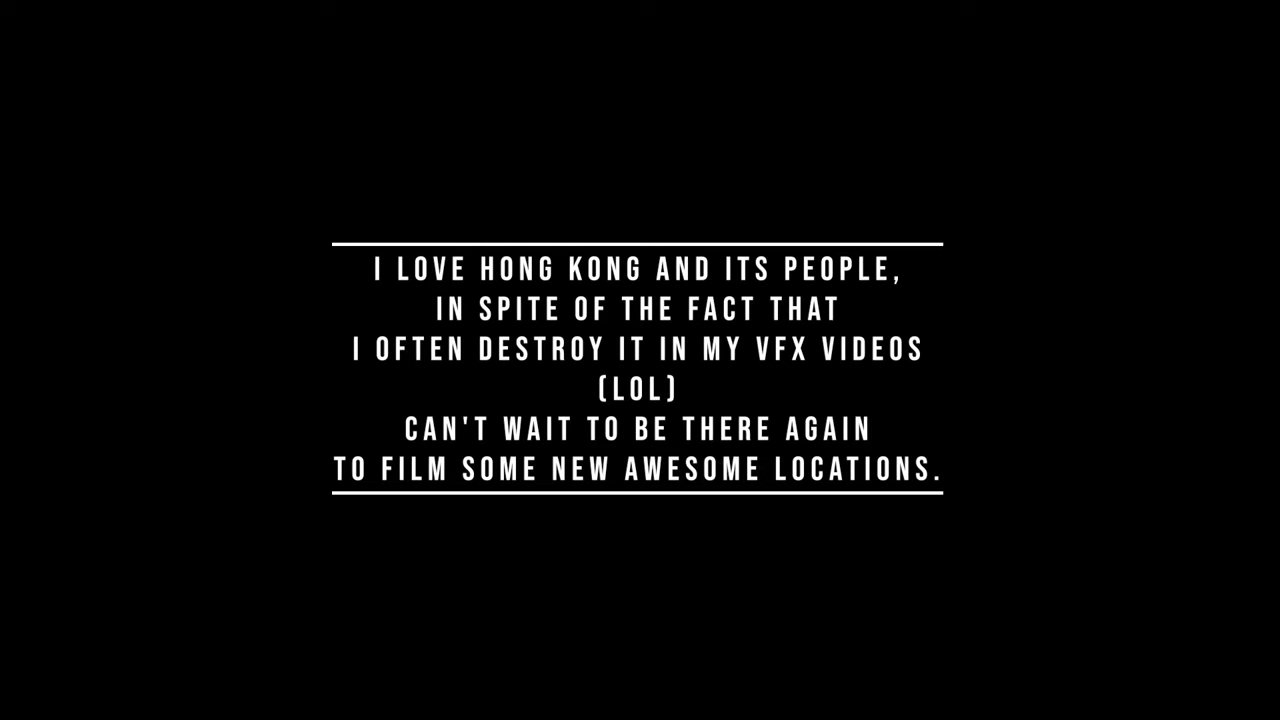 I LOVE HONG KONG AND ITS PEOPLE,
IN SPITE OF THE FACT THAT
I OFTEN DESTROY IT IN MY VFX VIDEOS
(LOL)
CAN'T WAIT TO BE THERE AGAIN
TO FILM SOME NEW AWESOME LOCATIONS.